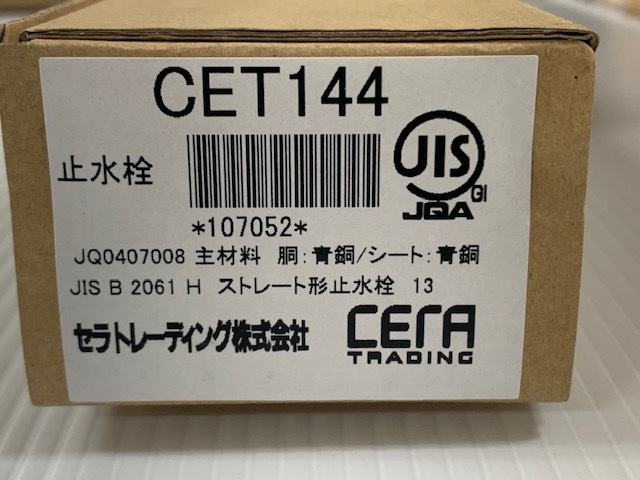 CET144
止水栓
JIS
GI
JQA
*107052*
JQ0407008 主材料 胴:青銅/シート:青銅
JIS B 2061 H ストレート形止水栓 13
セラトレーディング株式会社
CERA
TRADING